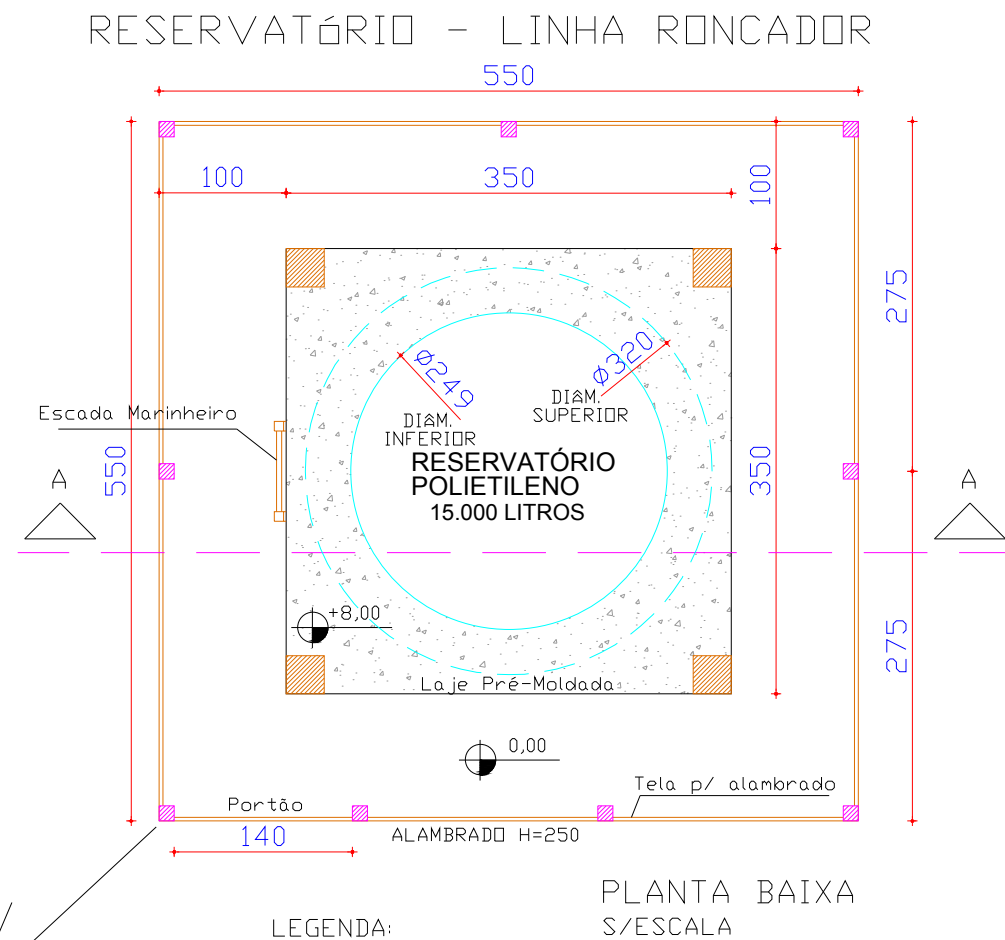 RESERVATóRIO - LINHA RONCADOR
550
100
350
100
275
Ø249
Ø320
DIÂM.
INFERIOR
DIÂM.
SUPERIOR
Escada Marinheiro
RESERVATÓRIO
POLIETILENO
15.000 LITROS
550
350
A
A
+8,00
275
Laje Pré-Moldada
0,00
Portão
Tela p/ alambrado
140
ALAMBRADO H=250
PLANTA BAIXA
S/ESCALA
LEGENDA: